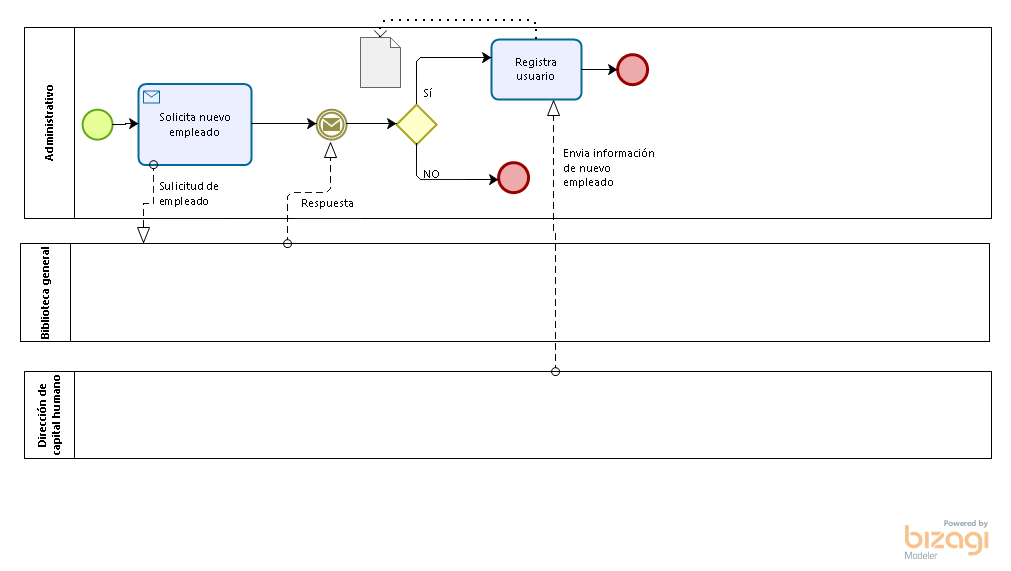 Administrativo
Solicita nuevo
empleado
Sulicitud de
empleado
Respuesta
Sí
NO
Registra
usuario
Envia información
de nuevo
empleado
Biblioteca general
Dirección de
capital humano
Powered by
bizagi
Modeler